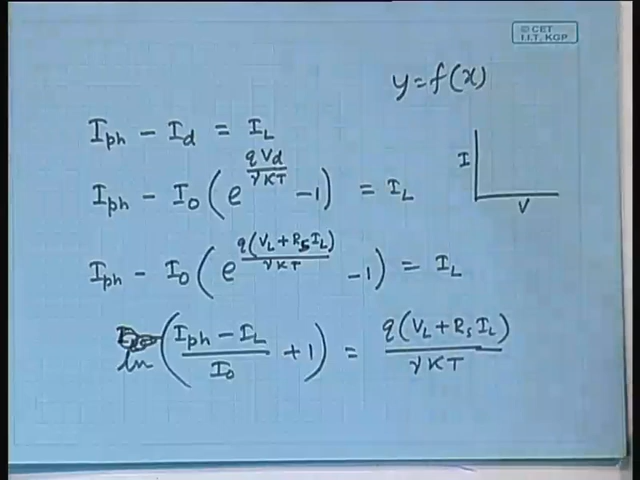 © CET
I.I.T. KGP
y = f(x)
I_ph - I_d = I_L
I_ph - I_0 ( e^{qV_d/γKT} - 1 ) = I_L
I
V
I_ph - I_0 ( e^{q(V_L + R_s I_L)/γKT} - 1 ) = I_L
ln ( (I_ph - I_L)/I_0 + 1 ) = q(V_L + R_s I_L)/γKT